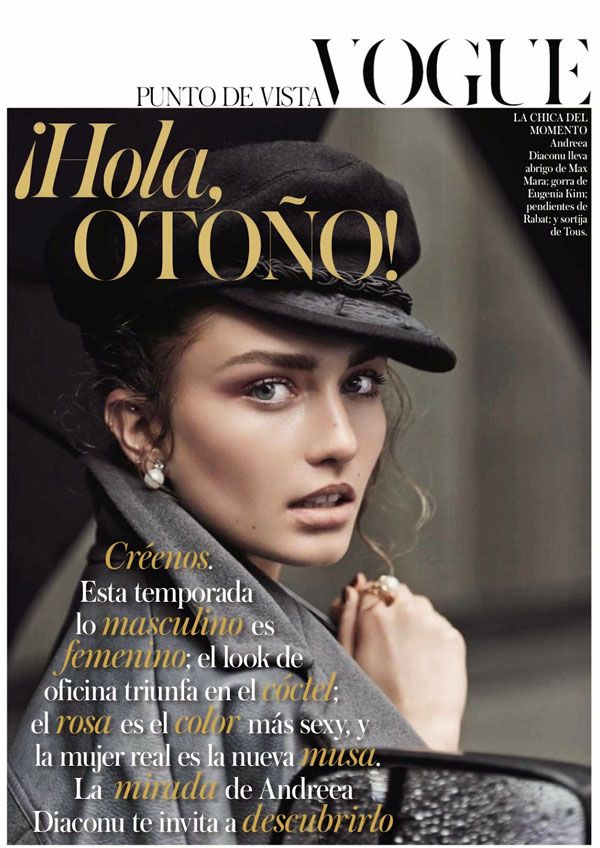 PUNTO DE VISTA VOGUE
¡Hola,
OTOÑO!
LA CHICA DEL
MOMENTO
Andreea
Diaconu lleva
abrigo de Max
Mara; gorra de
Eugenia Kim;
pendientes de
Rabat; y sortija
de Tous.
Créenos.
Esta temporada
lo masculino es
femenino; el look de
oficina triunfa en el cóctel;
el rosa es el color más sexy, y
la mujer real es la nueva musa.
La mirada de Andreea
Diaconu te invita a descubrirlo